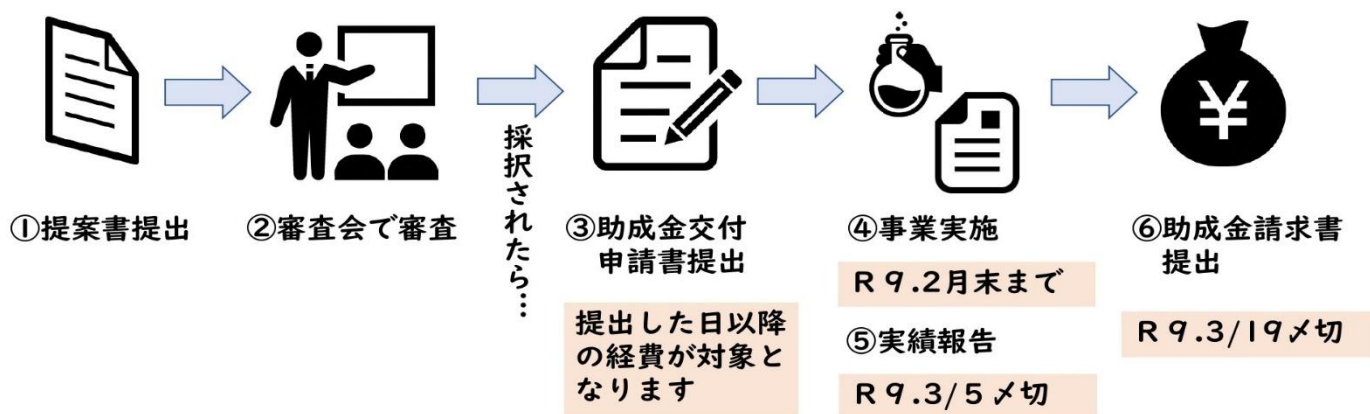 ①提案書提出
②審査会で審査
採択されたら…
③助成金交付
申請書提出
提出した日以降
の経費が対象と
なります
④事業実施
R9.2月末まで
⑤実績報告
R9.3/5〆切
¥
⑥助成金請求書
提出
R9.3/19〆切